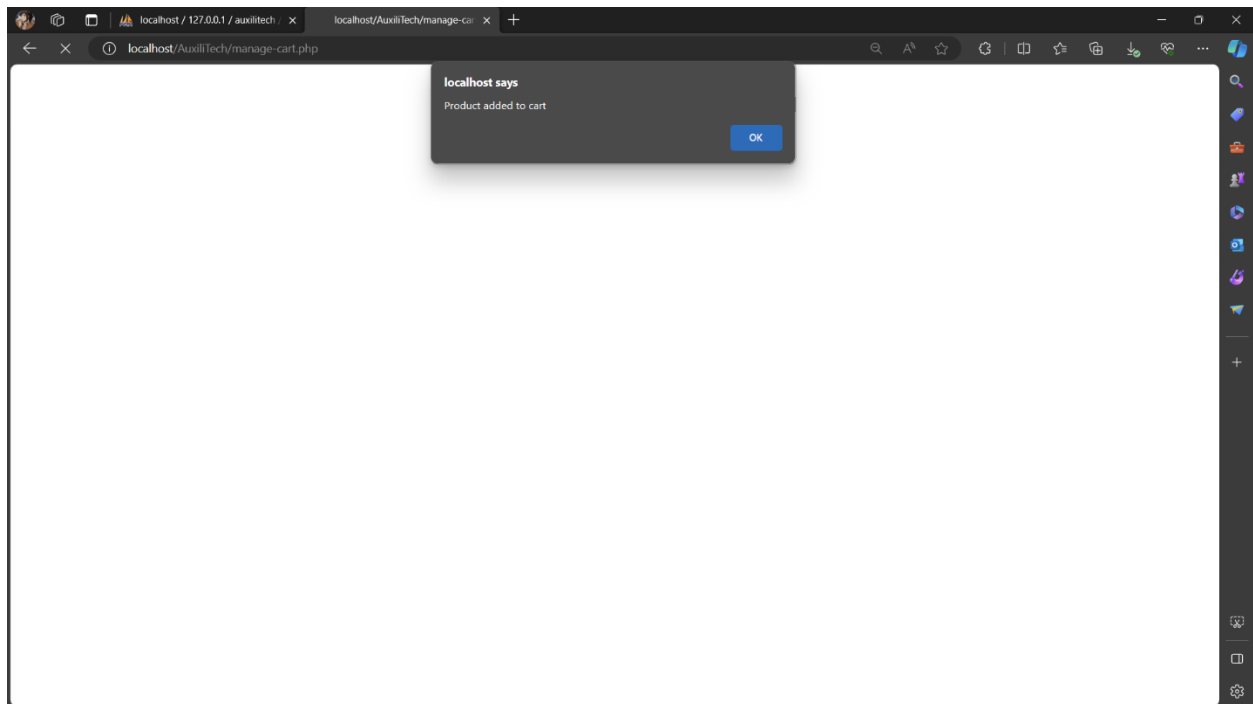 localhost / 127.0.0.1 / auxilitech /
localhost/AuxiliTech/manage-car
localhost/AuxiliTech/manage-cart.php
localhost says
Product added to cart
OK